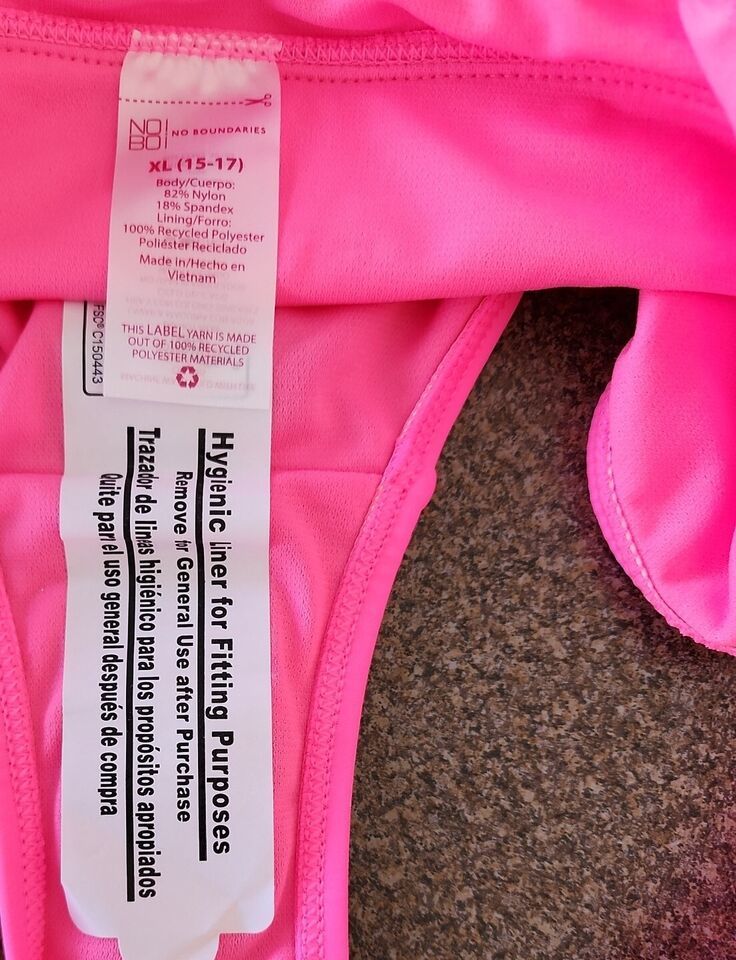 NO
BO
NO BOUNDARIES
XL (15-17)
Body/Cuerpo:
82% Nylon
18% Spandex
Lining/Forro:
100% Recycled Polyester
Poliéster Reciclado
Made in/Hecho en
Vietnam
THIS LABEL YARN IS MADE
OUT OF 100% RECYCLED
POLYESTER MATERIALS
FSC® C150443
Hygienic liner for Fitting Purposes
Remove for General Use after Purchase
Trazador de linias higiénico para los propósitos apropiados
Quite para el uso general después de compra